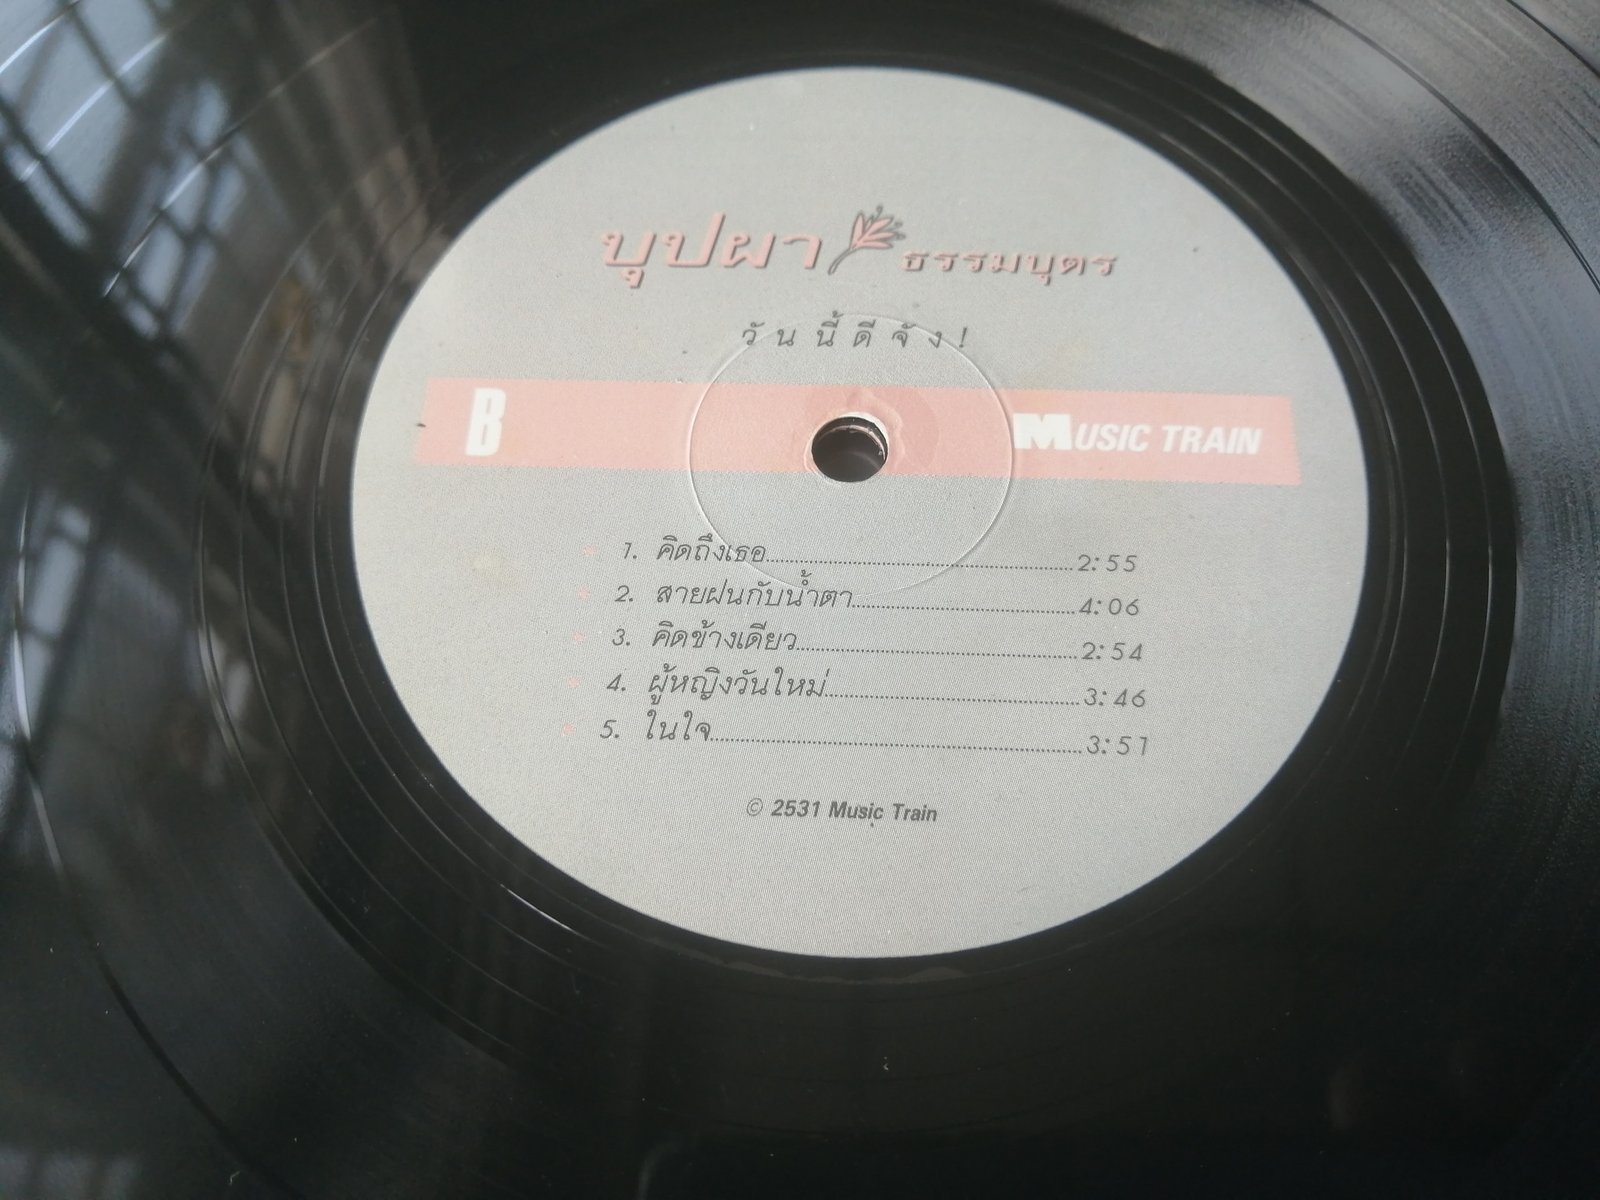 บุปผา ธรรมบุตร
วันนี้ดีจัง!
B MUSIC TRAIN
1. คิดถึงเธอ 2:55
2. สายฝนกับน้ำตา 4:06
3. คิดข้างเดียว 2:54
4. ผู้หญิงวันใหม่ 3:46
5. ในใจ 3:51
© 2531 Music Train